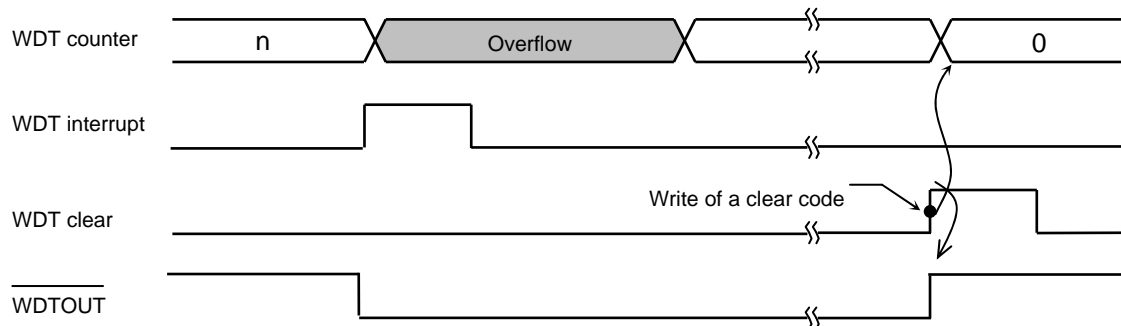 WDT counter
n
Overflow
0
WDT interrupt
Write of a clear code
WDT clear
WDTOUT